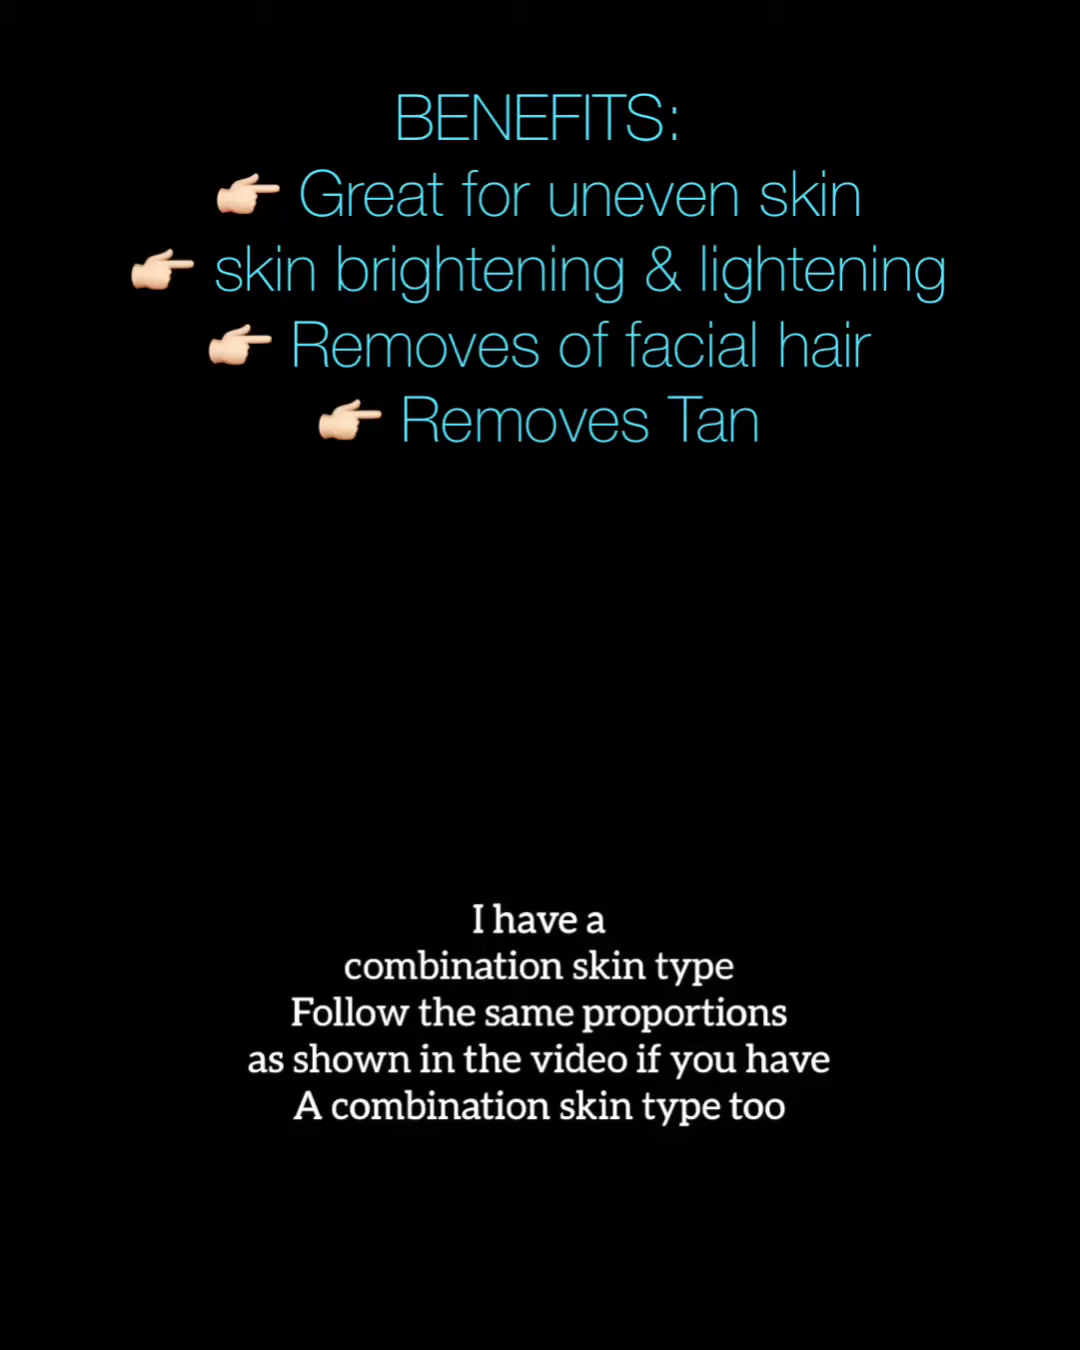 BENEFITS:
👉🏻 Great for uneven skin
👉🏻 skin brightening & lightening
👉🏻 Removes of facial hair
👉🏻 Removes Tan
I have a
combination skin type
Follow the same proportions
as shown in the video if you have
A combination skin type too